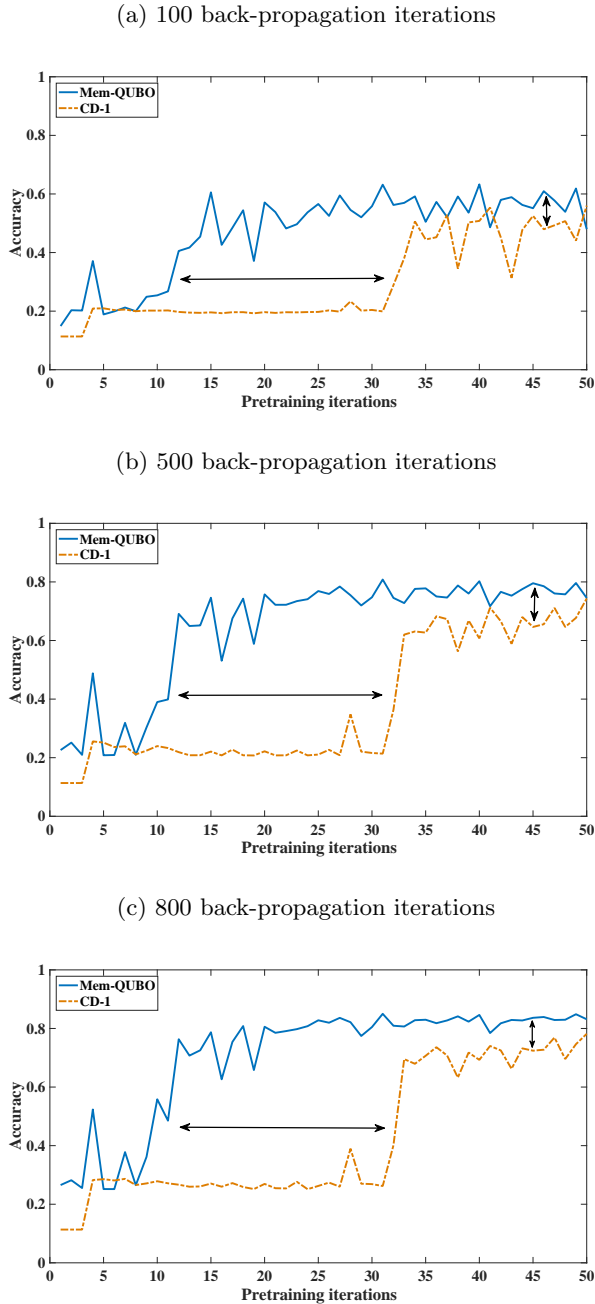 (a) 100 back-propagation iterations
1
Mem-QUBO
CD-1
0.8
0.6
0.4
0.2
0
Accuracy
0 5 10 15 20 25 30 35 40 45 50
Pretraining iterations
(b) 500 back-propagation iterations
1
Mem-QUBO
CD-1
0.8
0.6
0.4
0.2
0
Accuracy
0 5 10 15 20 25 30 35 40 45 50
Pretraining iterations
(c) 800 back-propagation iterations
1
Mem-QUBO
CD-1
0.8
0.6
0.4
0.2
0
Accuracy
0 5 10 15 20 25 30 35 40 45 50
Pretraining iterations